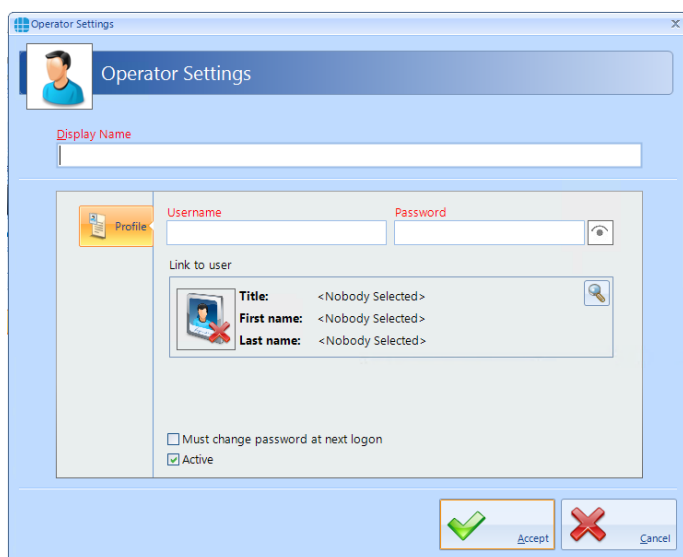 Operator Settings
Operator Settings
Display Name
Profile
Username Password
Link to user
Title: <Nobody Selected>
First name: <Nobody Selected>
Last name: <Nobody Selected>
Must change password at next logon
Active
Accept Cancel